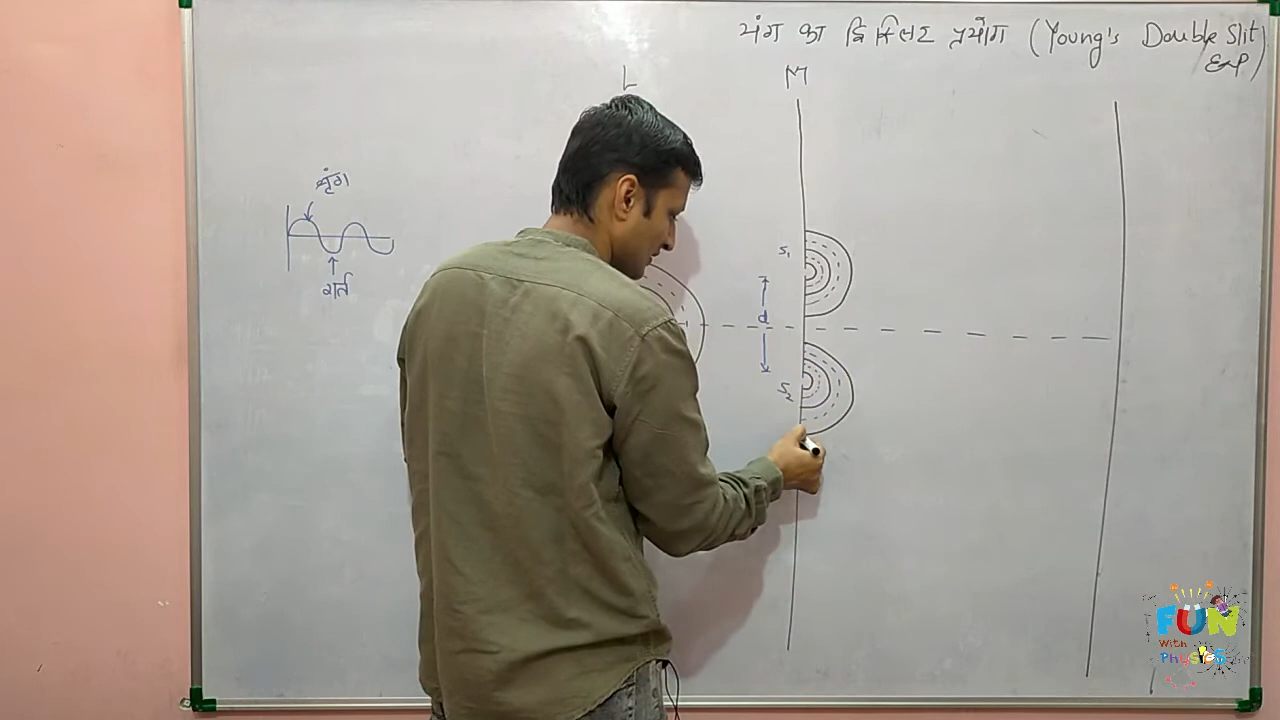 यंग का द्वि स्लिट प्रयोग (Young's Double Slit
Exp)
L
M
श्रृंग
गर्त
S₁
d
S₂
FUN
With
Physics